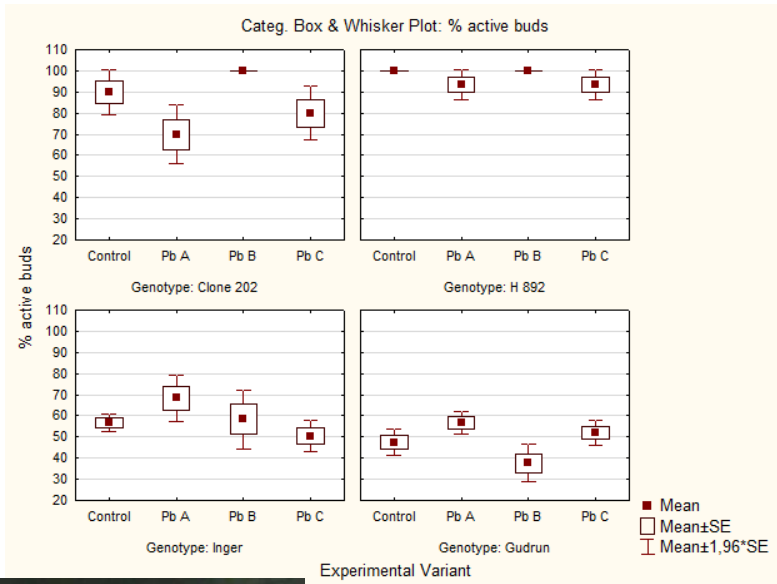 Categ. Box & Whisker Plot: % active buds
110
100
90
80
70
60
50
40
30
20
Control Pb A Pb B Pb C
Genotype: Clone 202
Control Pb A Pb B Pb C
Genotype: H 892
% active buds
110
100
90
80
70
60
50
40
30
20
Control Pb A Pb B Pb C
Genotype: Inger
Control Pb A Pb B Pb C
Genotype: Gudrun
Experimental Variant
Mean
Mean±SE
Mean±1,96*SE